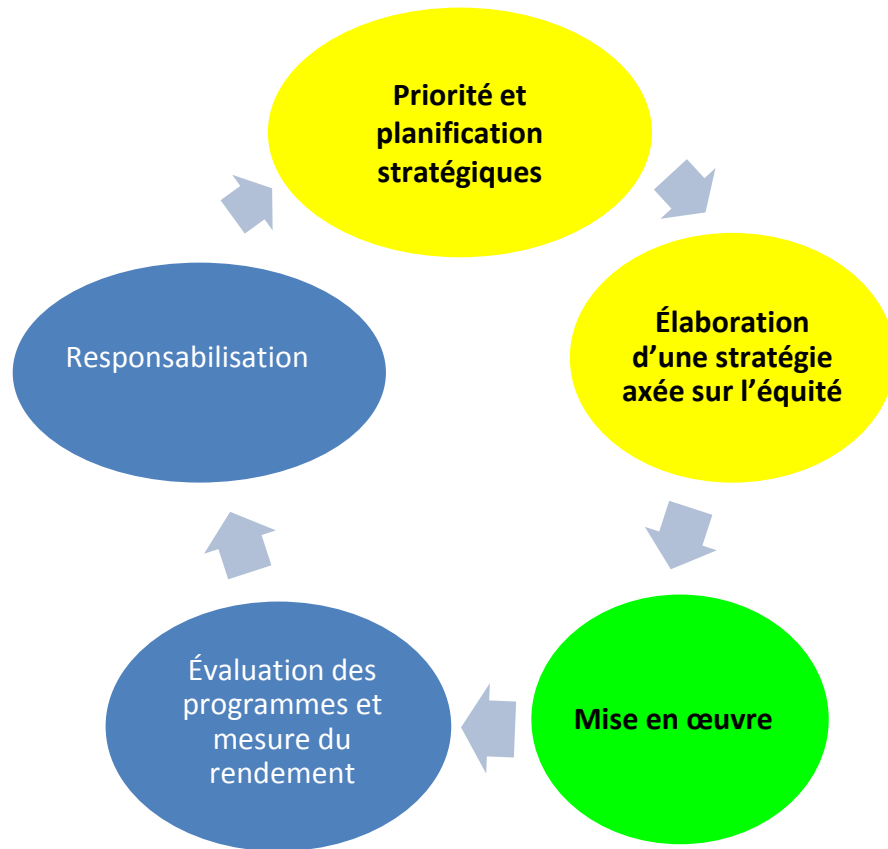 Priorité et
planification
stratégiques
Élaboration
d’une stratégie
axée sur l’équité
Mise en œuvre
Évaluation des
programmes et
mesure du
rendement
Responsabilisation